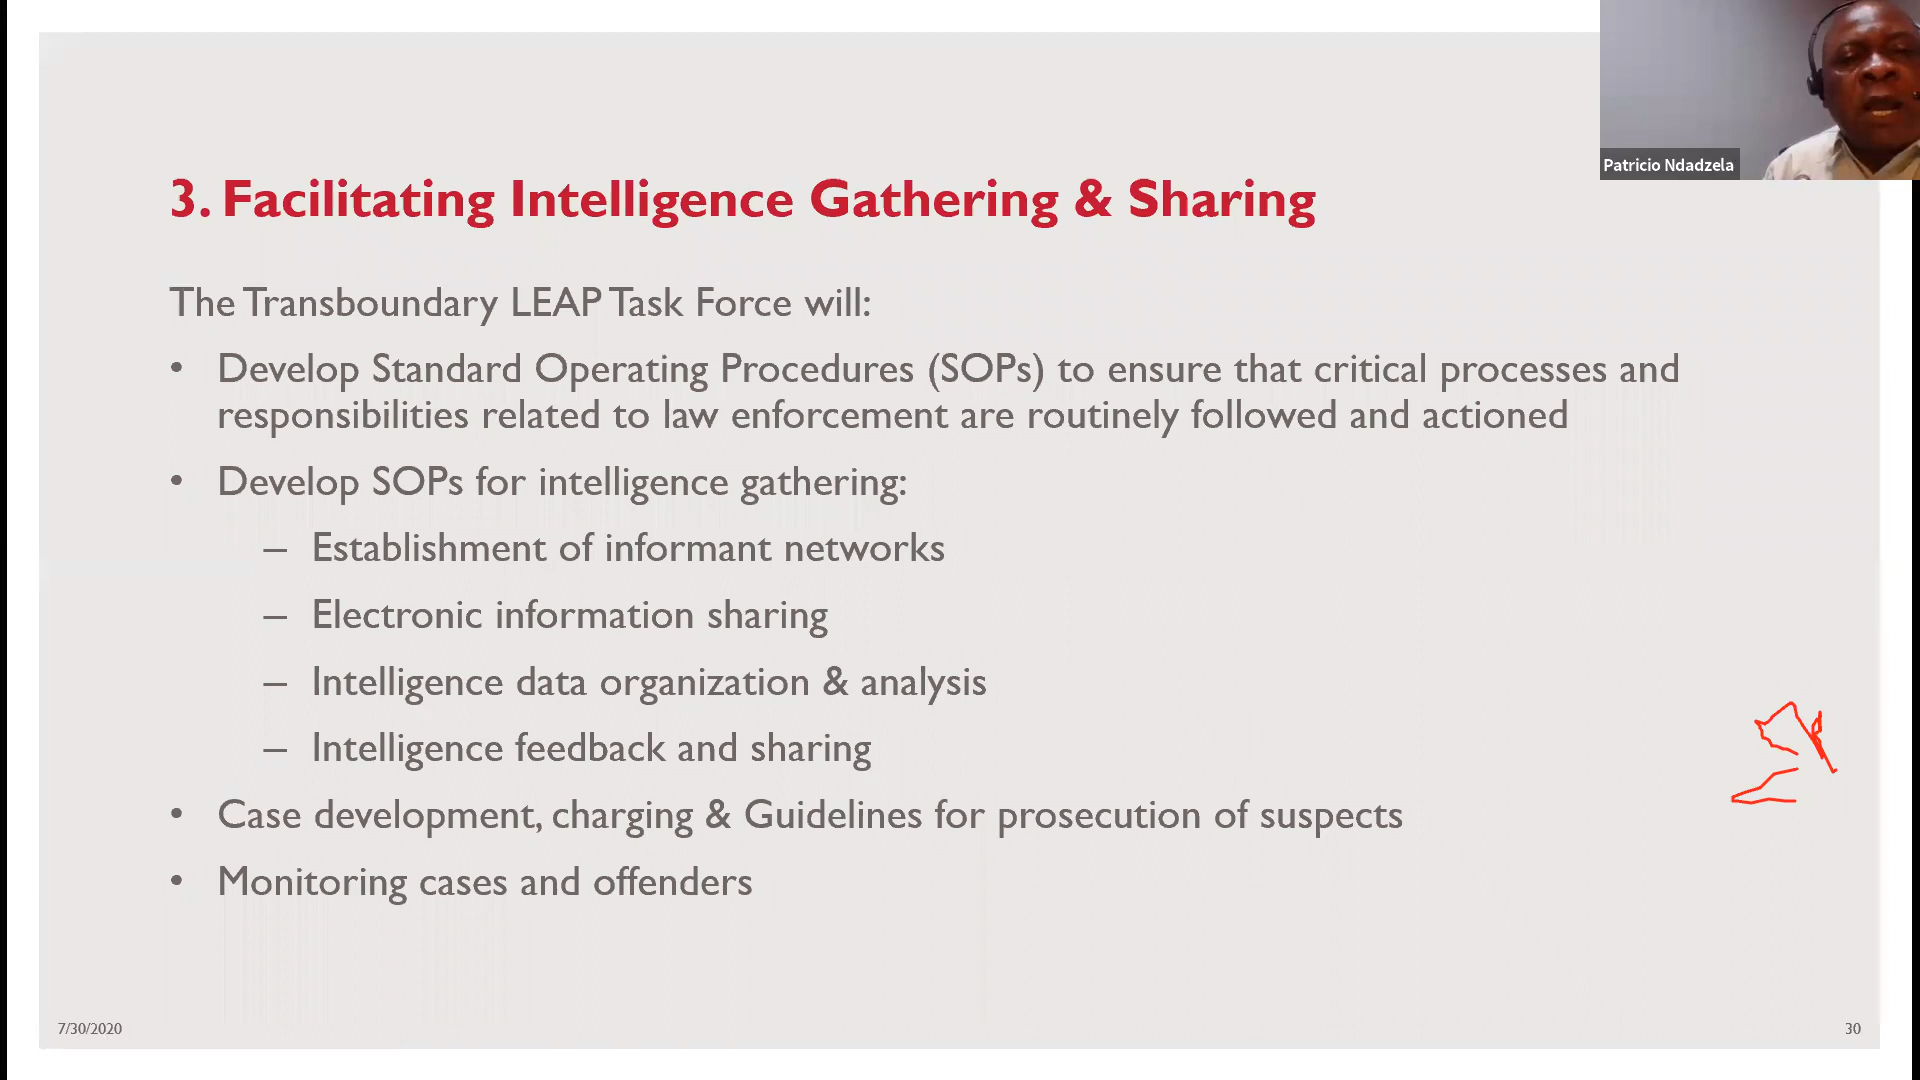 Patricio Ndadzela
3. Facilitating Intelligence Gathering & Sharing
The Transboundary LEAP Task Force will:
• Develop Standard Operating Procedures (SOPs) to ensure that critical processes and
responsibilities related to law enforcement are routinely followed and actioned
• Develop SOPs for intelligence gathering:
– Establishment of informant networks
– Electronic information sharing
– Intelligence data organization & analysis
– Intelligence feedback and sharing
• Case development, charging & Guidelines for prosecution of suspects
• Monitoring cases and offenders
7/30/2020
30